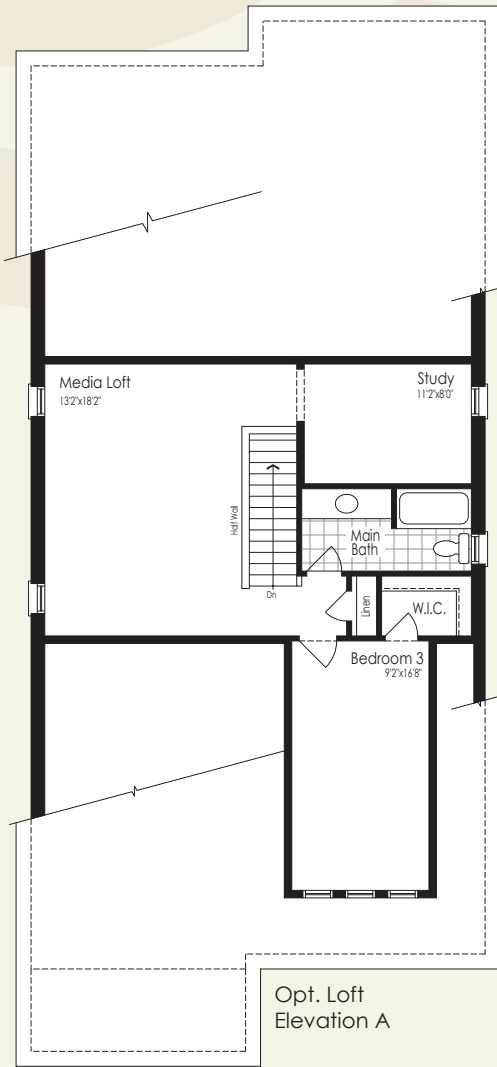 Media Loft
13'2"x18'2"
Study
11'2"x8'0"
Half Wall
Main
Bath
Dn
Linen
W.I.C.
Bedroom 3
9'2"x16'8"
Opt. Loft
Elevation A